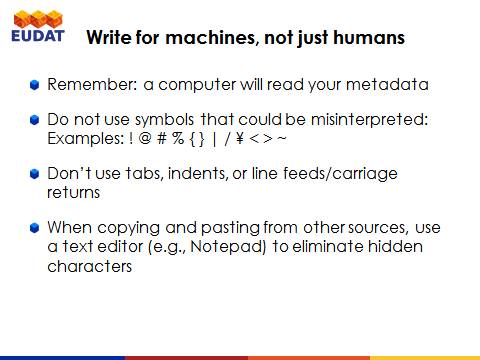 EUDAT
Write for machines, not just humans
Remember: a computer will read your metadata
Do not use symbols that could be misinterpreted:
Examples: ! @ # % { } | / ¥ < > ~
Don't use tabs, indents, or line feeds/carriage
returns
When copying and pasting from other sources, use
a text editor (e.g., Notepad) to eliminate hidden
characters